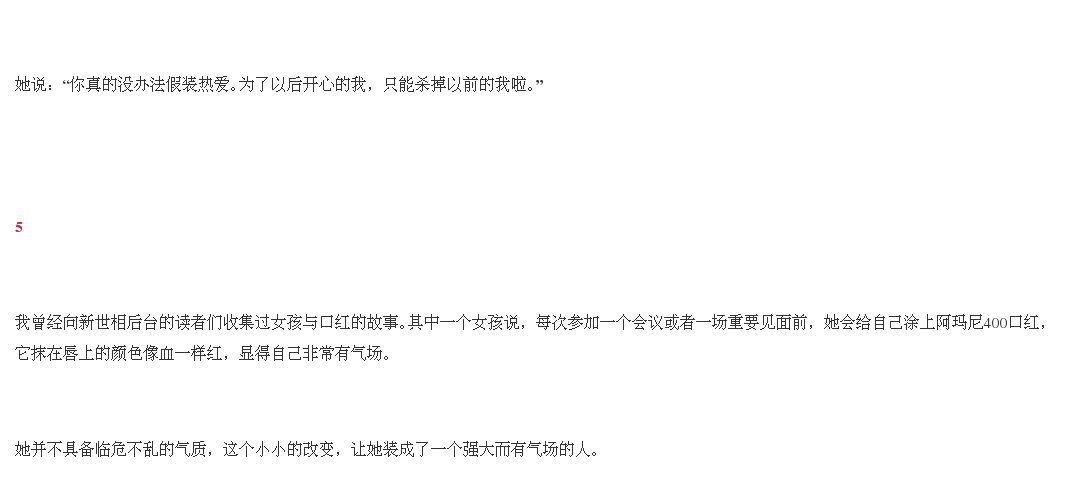 她说：“你真的没办法假装热爱。为了以后开心的我，只能杀掉以前的我啦。”
5
我曾经向新世相后台的读者们收集过女孩与口红的故事。其中一个女孩说，每次参加一个会议或者一场重要见面前，她会给自己涂上阿玛尼400口红，
它抹在唇上的颜色像血一样红，显得自己非常有气场。
她并不具备临危不乱的气质，这个小小的改变，让她装成了一个强大而有气场的人。